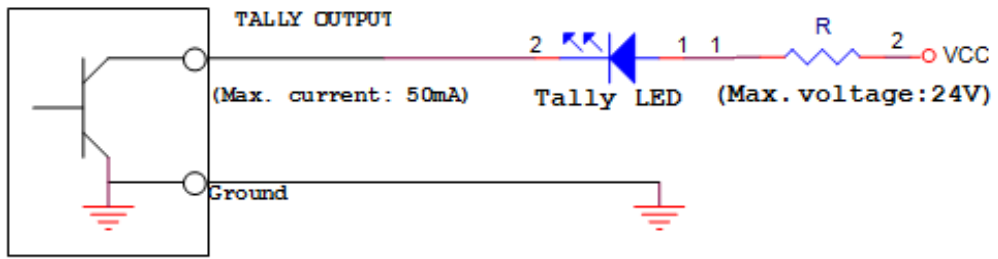 TALLY OUTPUT
R
2 1 1 2 VCC
(Max. current: 50mA) Tally LED (Max.voltage:24V)
Ground